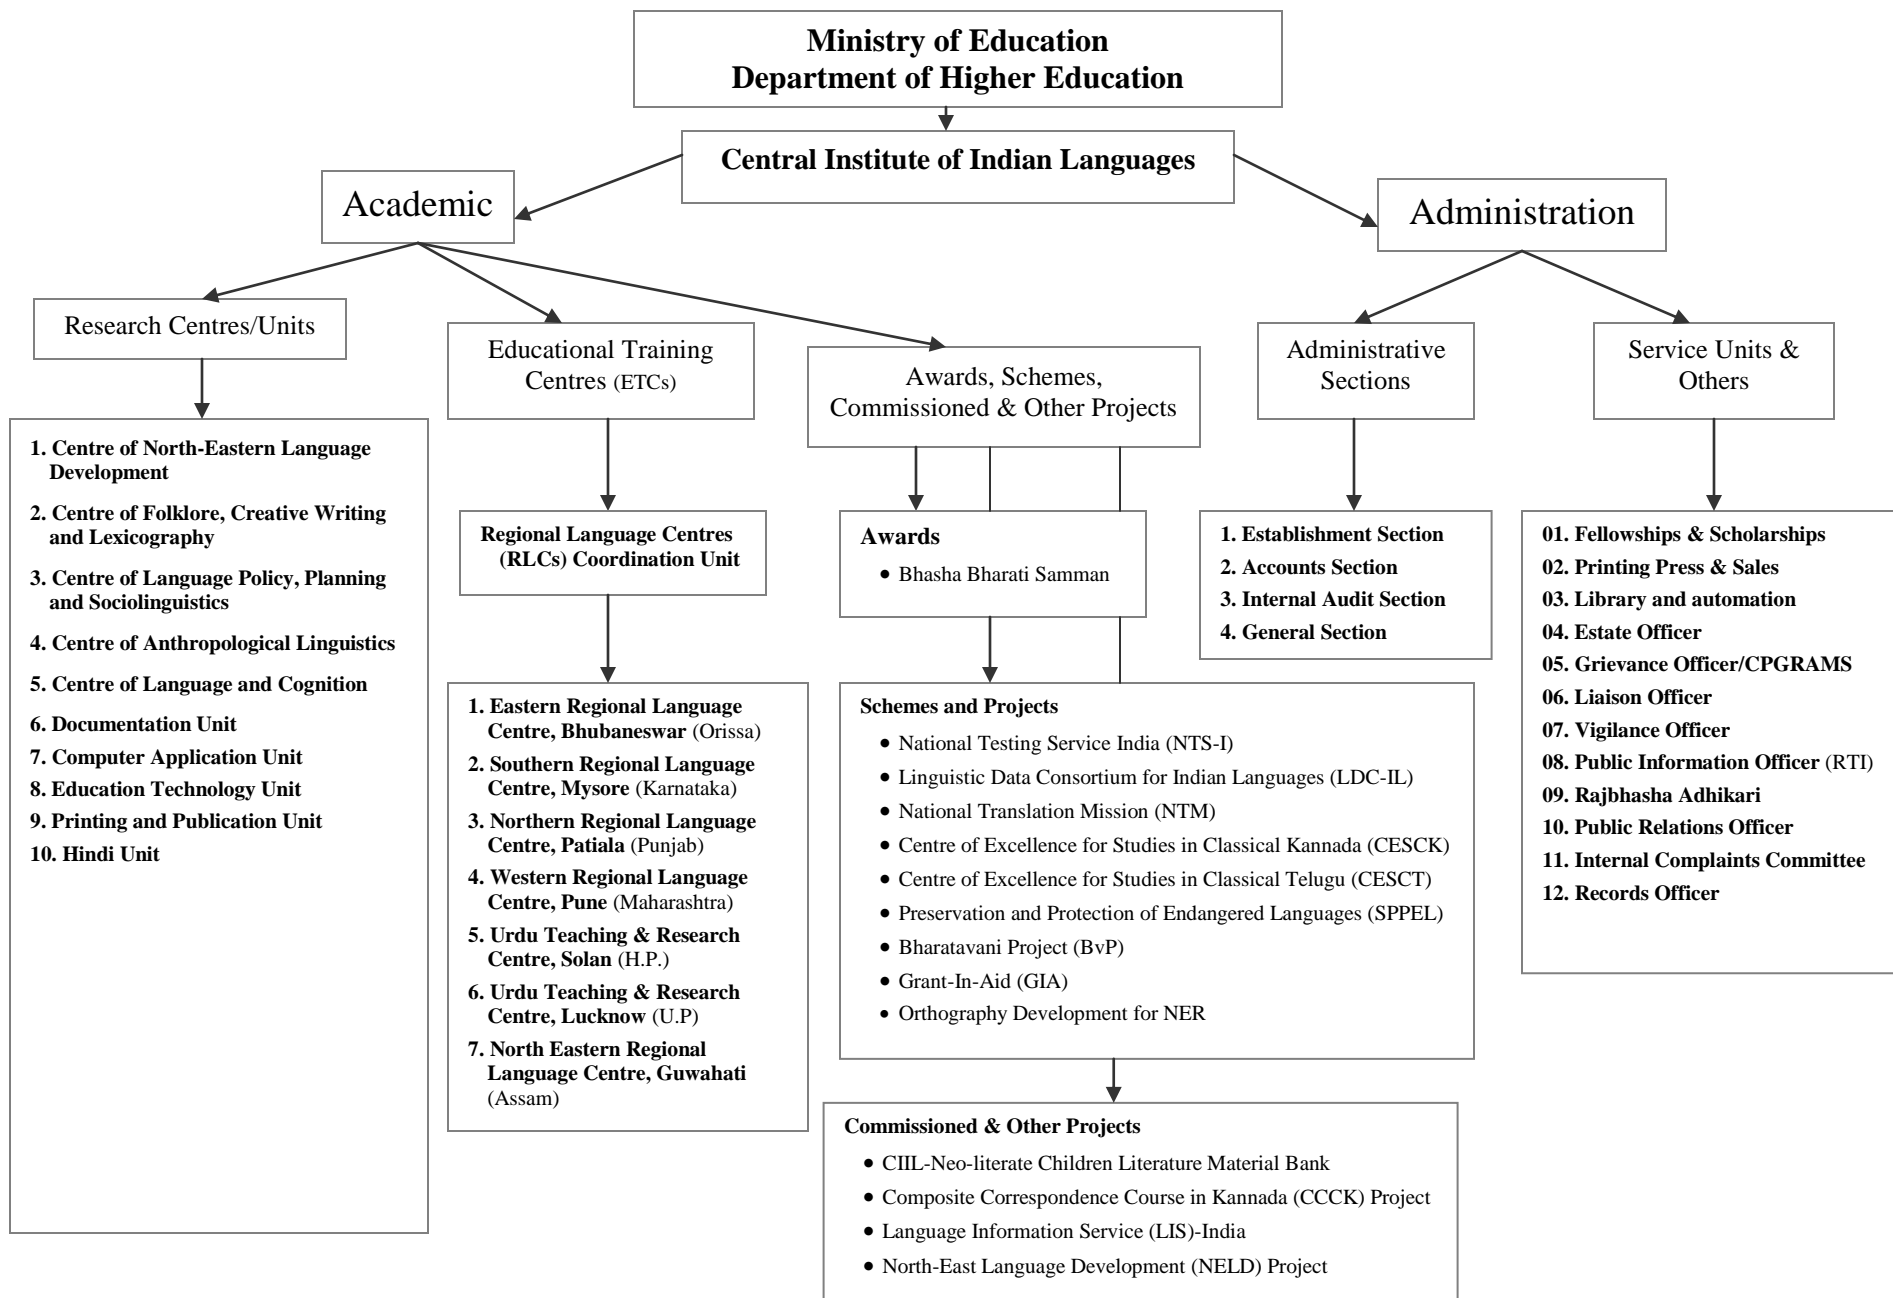 Ministry of Education
Department of Higher Education
Central Institute of Indian Languages
Academic
Administration
Research Centres/Units
1. Centre of North-Eastern Language
Development
2. Centre of Folklore, Creative Writing
and Lexicography
3. Centre of Language Policy, Planning
and Sociolinguistics
4. Centre of Anthropological Linguistics
5. Centre of Language and Cognition
6. Documentation Unit
7. Computer Application Unit
8. Education Technology Unit
9. Printing and Publication Unit
10. Hindi Unit
Educational Training
Centres (ETCs)
Regional Language Centres
(RLCs) Coordination Unit
1. Eastern Regional Language
Centre, Bhubaneswar (Orissa)
2. Southern Regional Language
Centre, Mysore (Karnataka)
3. Northern Regional Language
Centre, Patiala (Punjab)
4. Western Regional Language
Centre, Pune (Maharashtra)
5. Urdu Teaching & Research
Centre, Solan (H.P.)
6. Urdu Teaching & Research
Centre, Lucknow (U.P)
7. North Eastern Regional
Language Centre, Guwahati
(Assam)
Awards, Schemes,
Commissioned & Other Projects
Awards
• Bhasha Bharati Samman
Schemes and Projects
• National Testing Service India (NTS-I)
• Linguistic Data Consortium for Indian Languages (LDC-IL)
• National Translation Mission (NTM)
• Centre of Excellence for Studies in Classical Kannada (CESCK)
• Centre of Excellence for Studies in Classical Telugu (CESCT)
• Preservation and Protection of Endangered Languages (SPPEL)
• Bharatavani Project (BvP)
• Grant-In-Aid (GIA)
• Orthography Development for NER
Commissioned & Other Projects
• CIIL-Neo-literate Children Literature Material Bank
• Composite Correspondence Course in Kannada (CCCK) Project
• Language Information Service (LIS)-India
• North-East Language Development (NELD) Project
Administrative
Sections
1. Establishment Section
2. Accounts Section
3. Internal Audit Section
4. General Section
Service Units &
Others
01. Fellowships & Scholarships
02. Printing Press & Sales
03. Library and automation
04. Estate Officer
05. Grievance Officer/CPGRAMS
06. Liaison Officer
07. Vigilance Officer
08. Public Information Officer (RTI)
09. Rajbhasha Adhikari
10. Public Relations Officer
11. Internal Complaints Committee
12. Records Officer